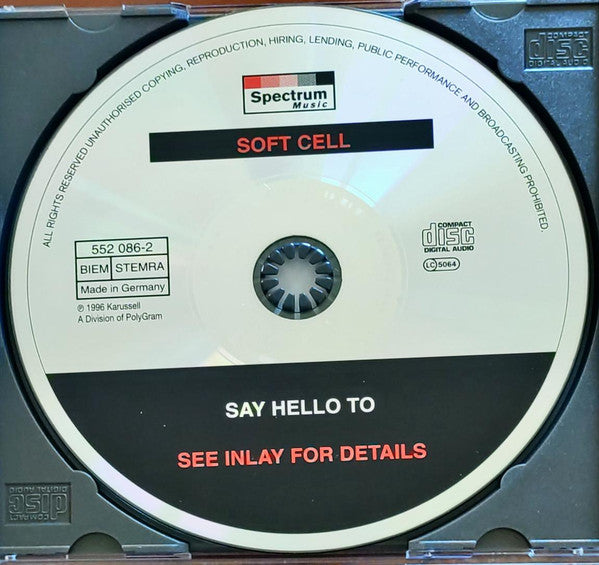 ALL RIGHTS RESERVED UNAUTHORISED COPYING, REPRODUCTION, HIRING, LENDING, PUBLIC PERFORMANCE AND BROADCASTING PROHIBITED.
COMPACT
disc
DIGITAL AUDIO
Spectrum
Music
SOFT CELL
552 086-2
BIEM STEMRA
Made in Germany
℗ 1996 Karussell
A Division of PolyGram
COMPACT
disc
DIGITAL AUDIO
LC 5064
SAY HELLO TO
SEE INLAY FOR DETAILS
COMPACT
disc
DIGITAL AUDIO